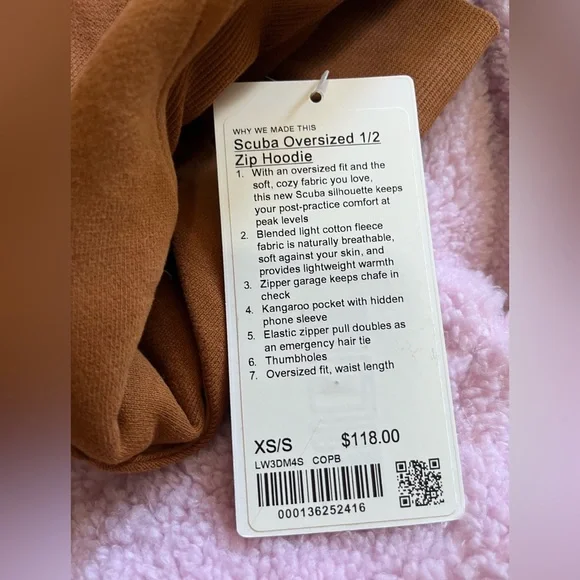 WHY WE MADE THIS
Scuba Oversized 1/2
Zip Hoodie
1. With an oversized fit and the
soft, cozy fabric you love,
this new Scuba silhouette keeps
your post-practice comfort at
peak levels
2. Blended light cotton fleece
fabric is naturally breathable,
soft against your skin, and
provides lightweight warmth
3. Zipper garage keeps chafe in
check
4. Kangaroo pocket with hidden
phone sleeve
5. Elastic zipper pull doubles as
an emergency hair tie
6. Thumbholes
7. Oversized fit, waist length
XS/S $118.00
LW3DM4S COPB
000136252416